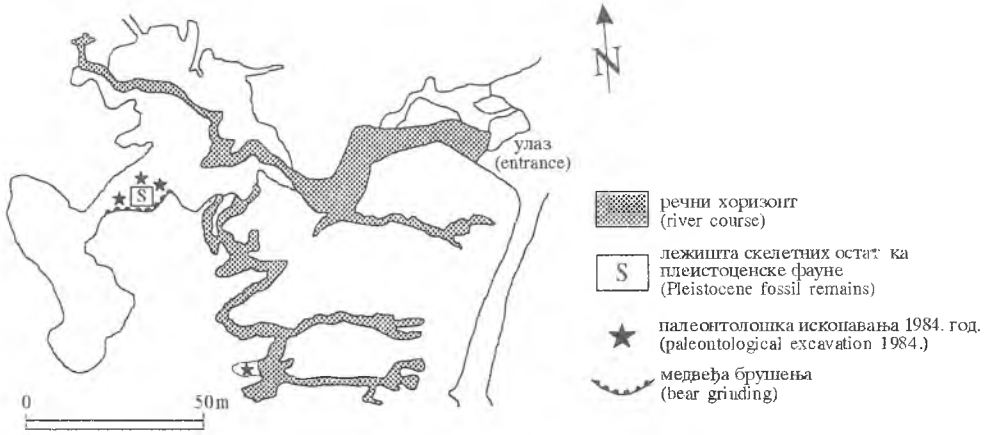 N
улаз
(entrance)
S
речни хоризонт
(river course)
S
лежишта скелетних остат ка
плеистоценске фауне
(Pleistocene fossil remains)
палеонтолошка ископавања 1984. год.
(paleontological excavation 1984.)
медвеђа брушења
(bear grinding)
0 50m